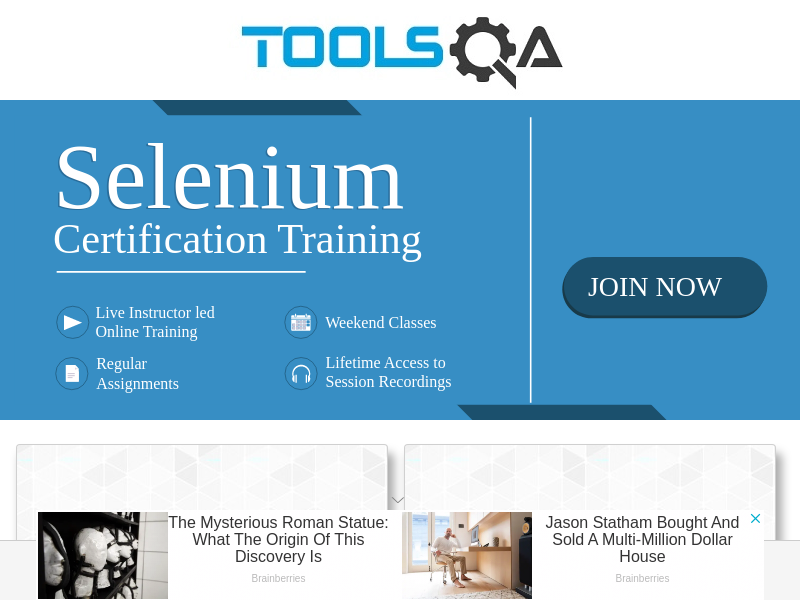 TOOLSQA
Selenium
Certification Training
JOIN NOW
Live Instructor led
Online Training
Weekend Classes
Regular
Assignments
Lifetime Access to
Session Recordings
The Mysterious Roman Statue:
What The Origin Of This
Discovery Is
Brainberries
Jason Statham Bought And
Sold A Multi-Million Dollar
House
Brainberries